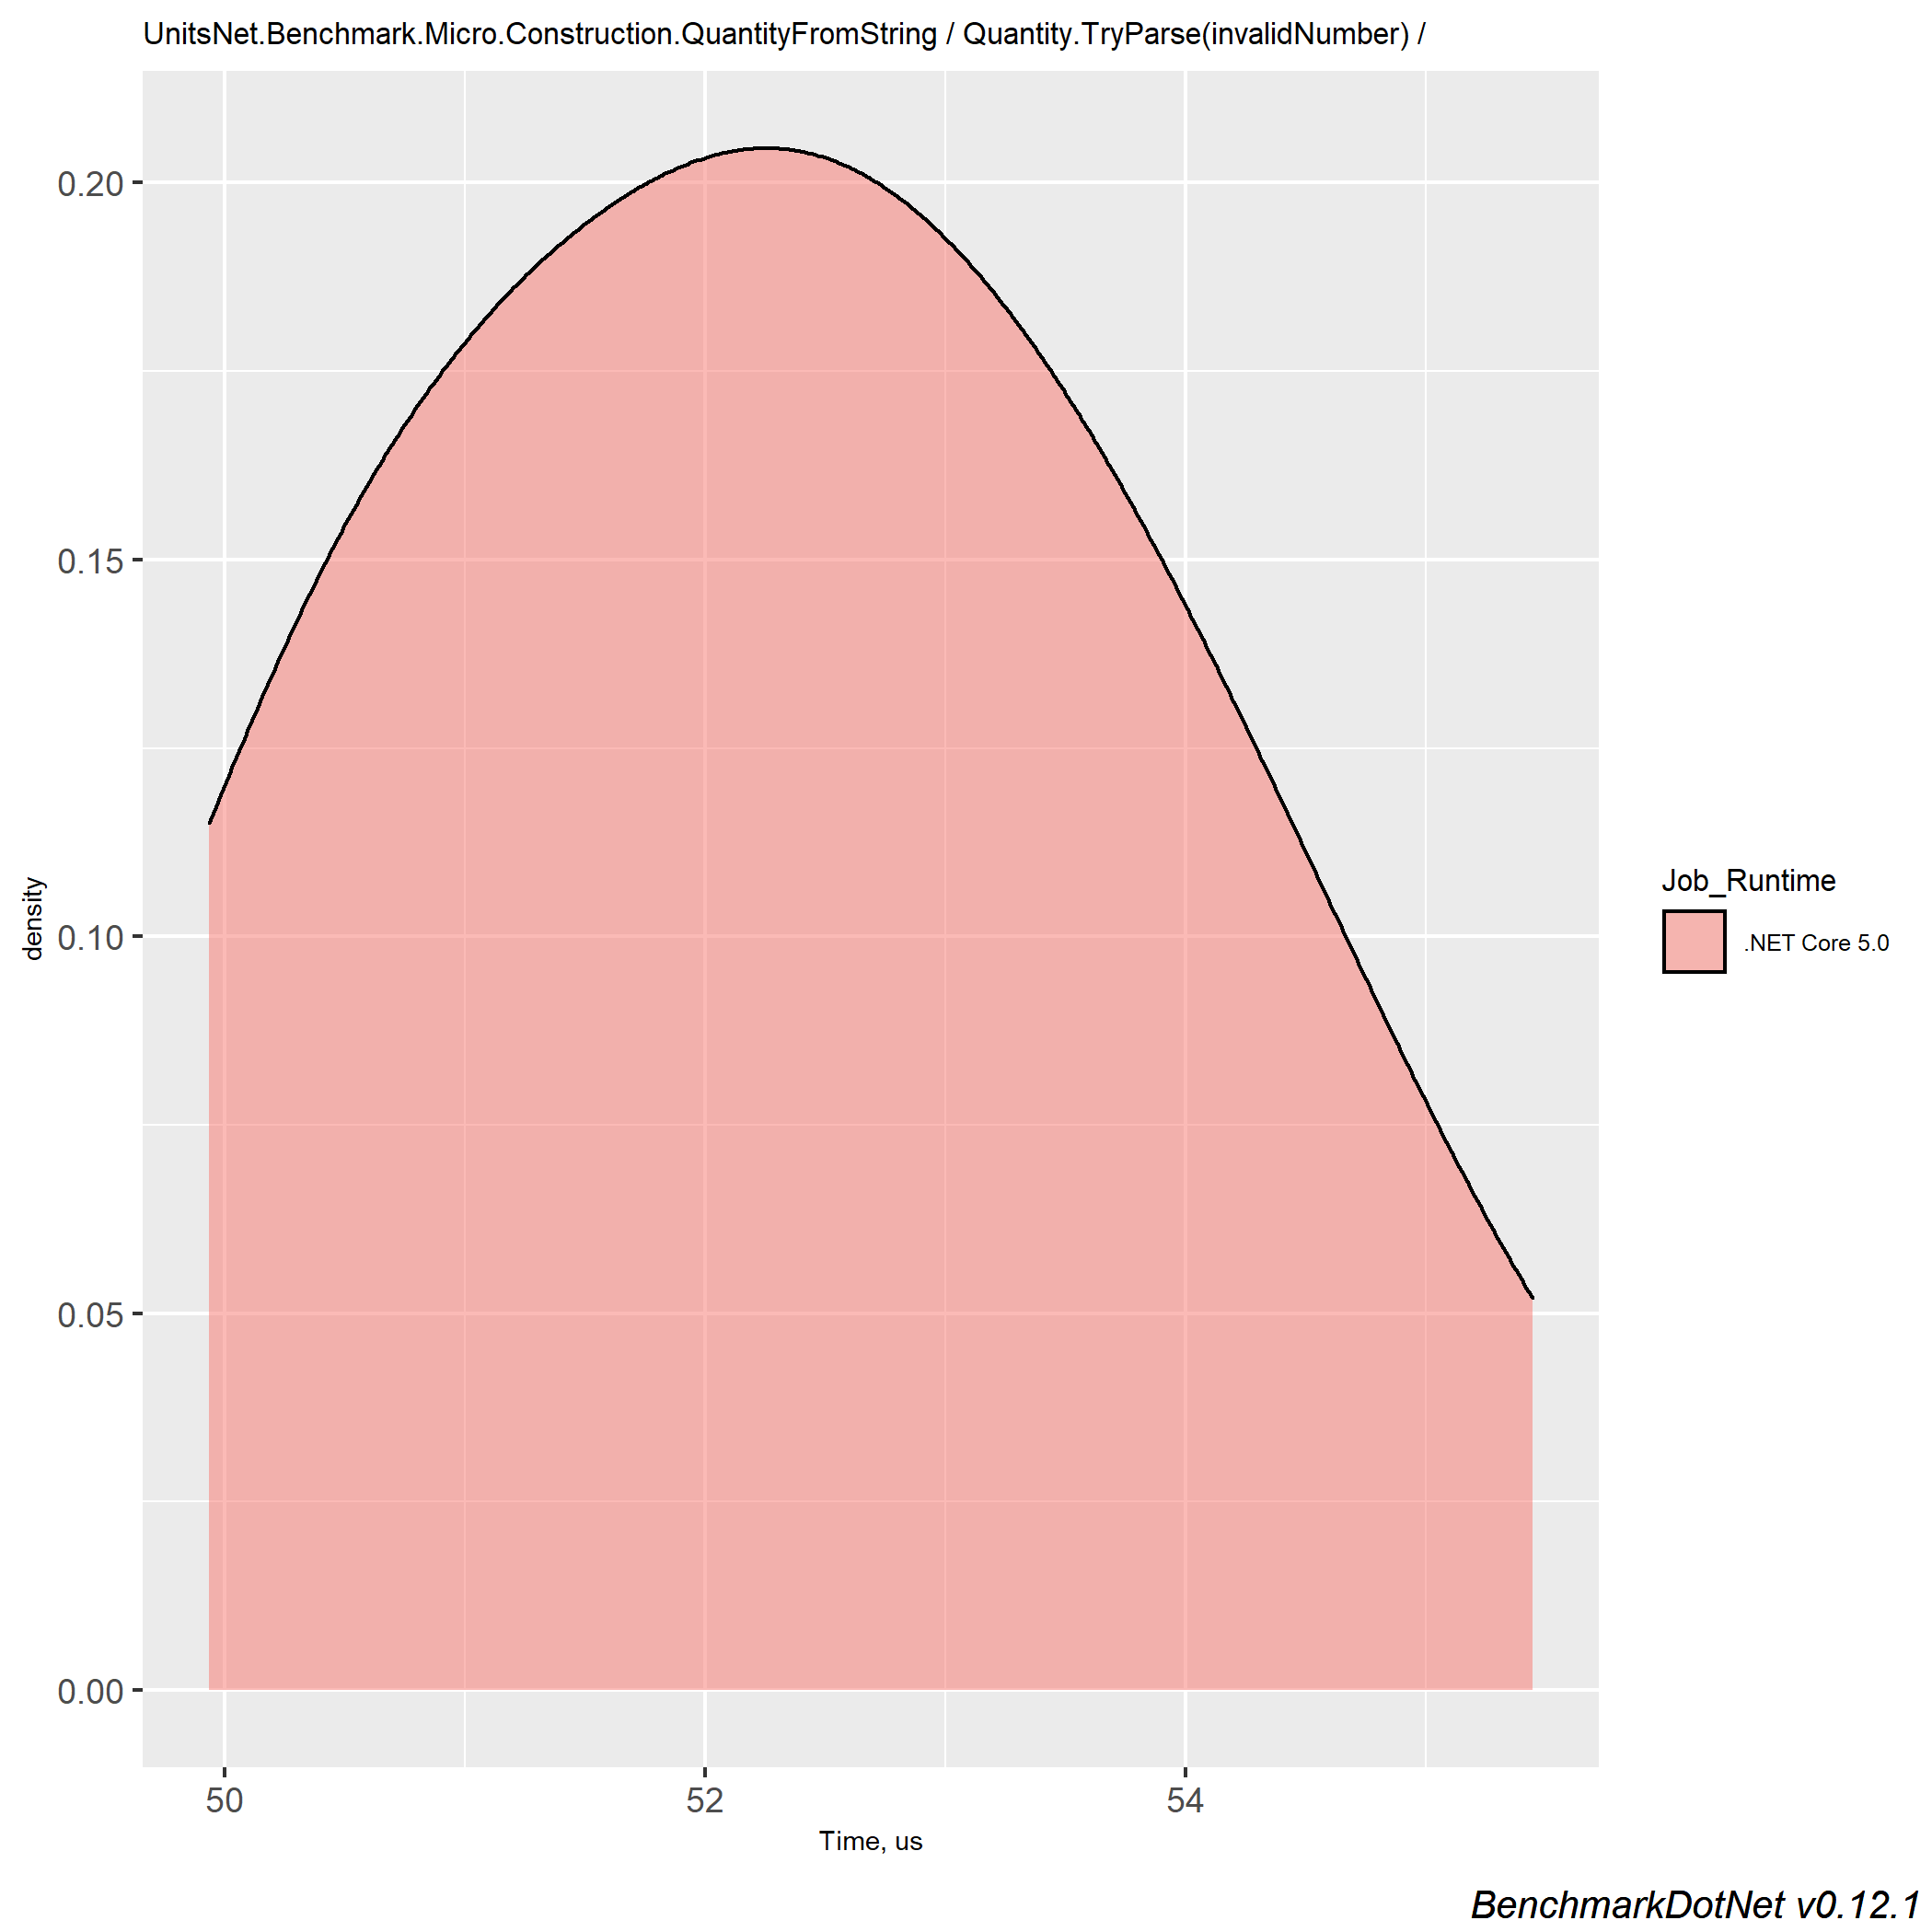 UnitsNet.Benchmark.Micro.Construction.QuantityFromString / Quantity.TryParse(invalidNumber) /
0.20
0.15
0.10
0.05
0.00
density
50 52 54
Time, us
Job_Runtime
.NET Core 5.0
BenchmarkDotNet v0.12.1